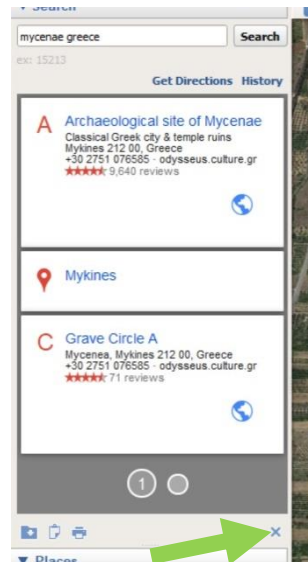 ▼ Search
mycenae greece
Search
ex: 15213
Get Directions History
A Archaeological site of Mycenae
Classical Greek city & temple ruins
Mykines 212 00, Greece
+30 2751 076585 · odysseus.culture.gr
★★★★★ 9,640 reviews
Mykines
C Grave Circle A
Mycenea, Mykines 212 00, Greece
+30 2751 076585 · odysseus.culture.gr
★★★★★ 71 reviews
1
▼ Places